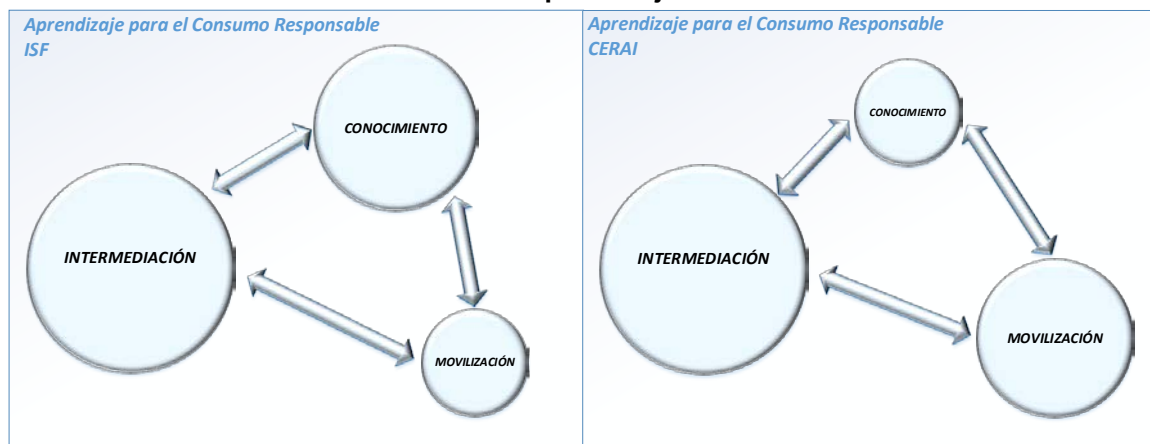 Aprendizaje para el Consumo Responsable
ISF
CONOCIMIENTO
INTERMEDIACIÓN
MOVILIZACIÓN
Aprendizaje para el Consumo Responsable
CERAI
CONOCIMIENTO
INTERMEDIACIÓN
MOVILIZACIÓN